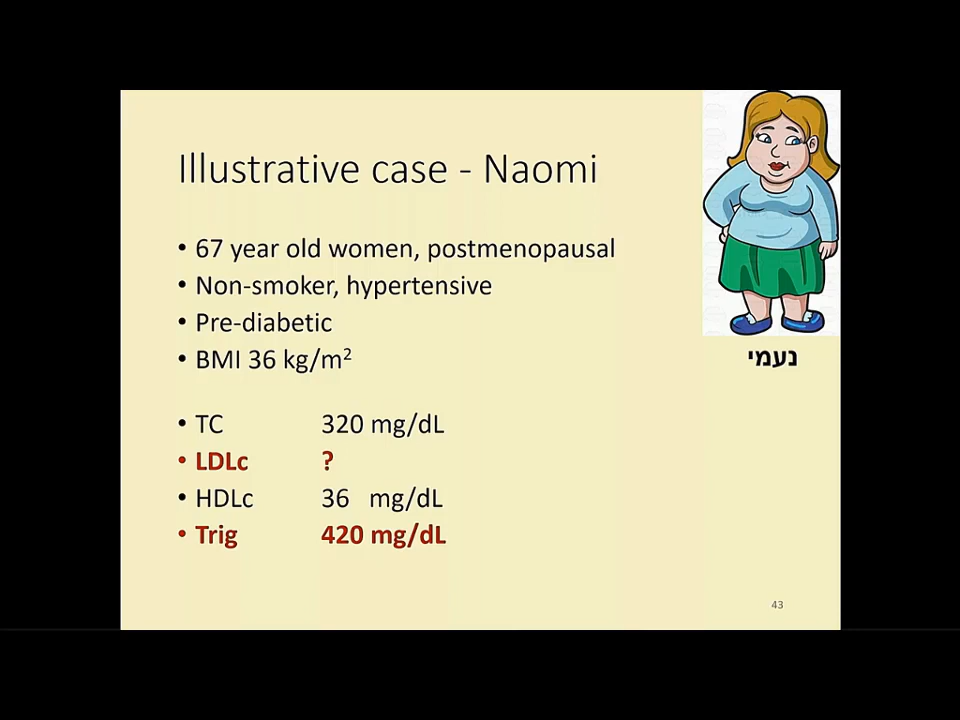 Illustrative case - Naomi
• 67 year old women, postmenopausal
• Non-smoker, hypertensive
• Pre-diabetic
• BMI 36 kg/m²
נעמי
• TC 320 mg/dL
• LDLc ?
• HDLc 36 mg/dL
• Trig 420 mg/dL
43